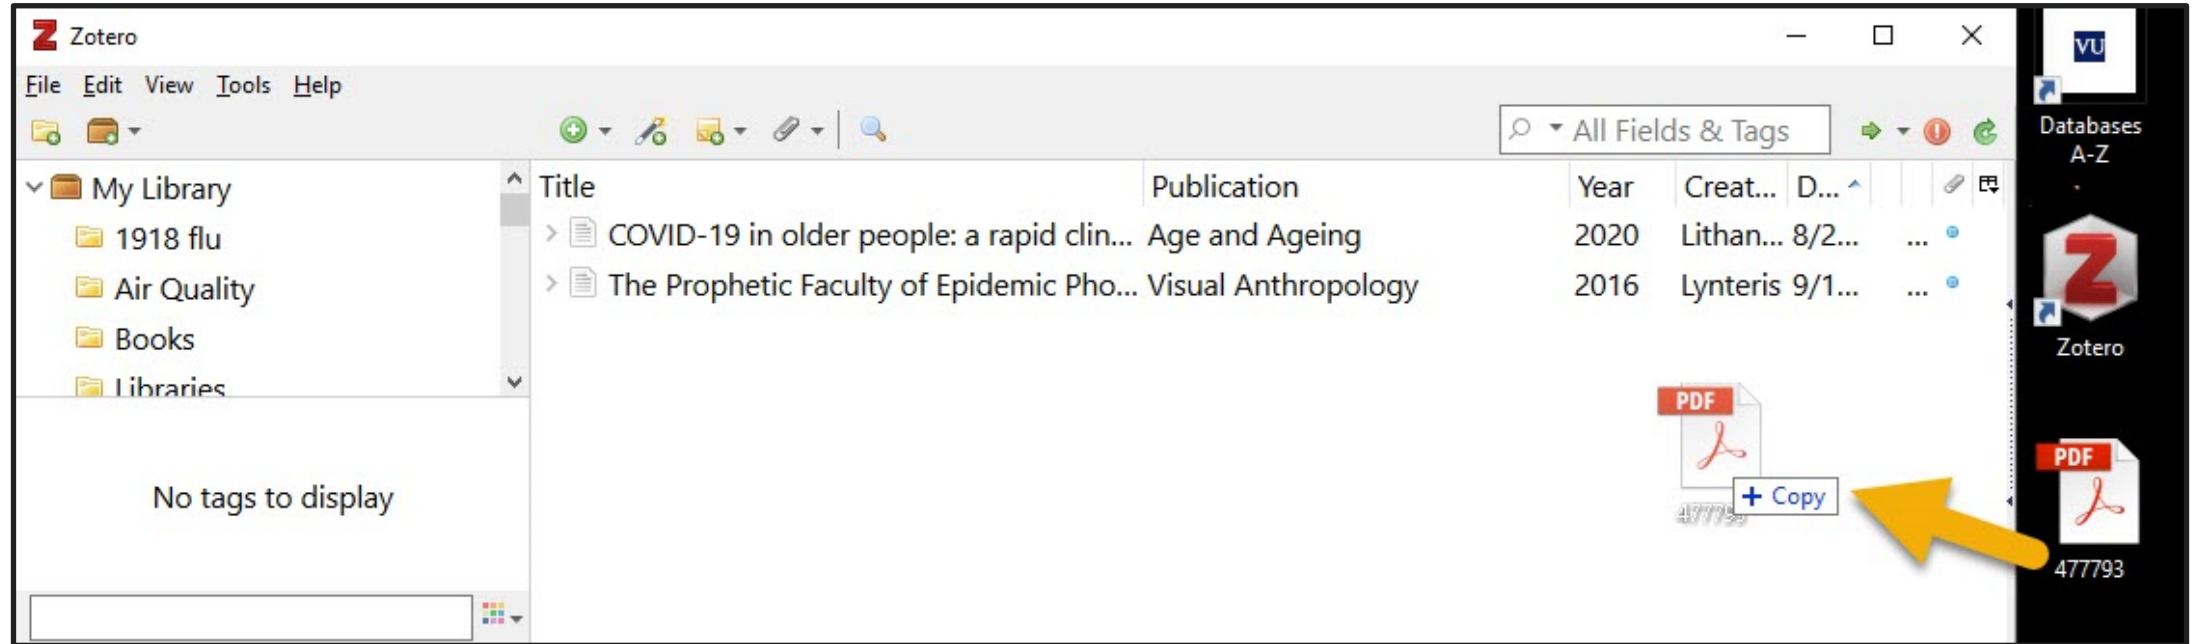 Zotero
File Edit View Tools Help
All Fields & Tags
My Library
1918 flu
Air Quality
Books
Libraries
No tags to display
Title Publication Year Creat... D...
COVID-19 in older people: a rapid clin... Age and Ageing 2020 Lithan... 8/2... ...
The Prophetic Faculty of Epidemic Pho... Visual Anthropology 2016 Lynteris 9/1... ...
PDF
+ Copy
477793
VU
Databases
A-Z
Z
Zotero
PDF
477793